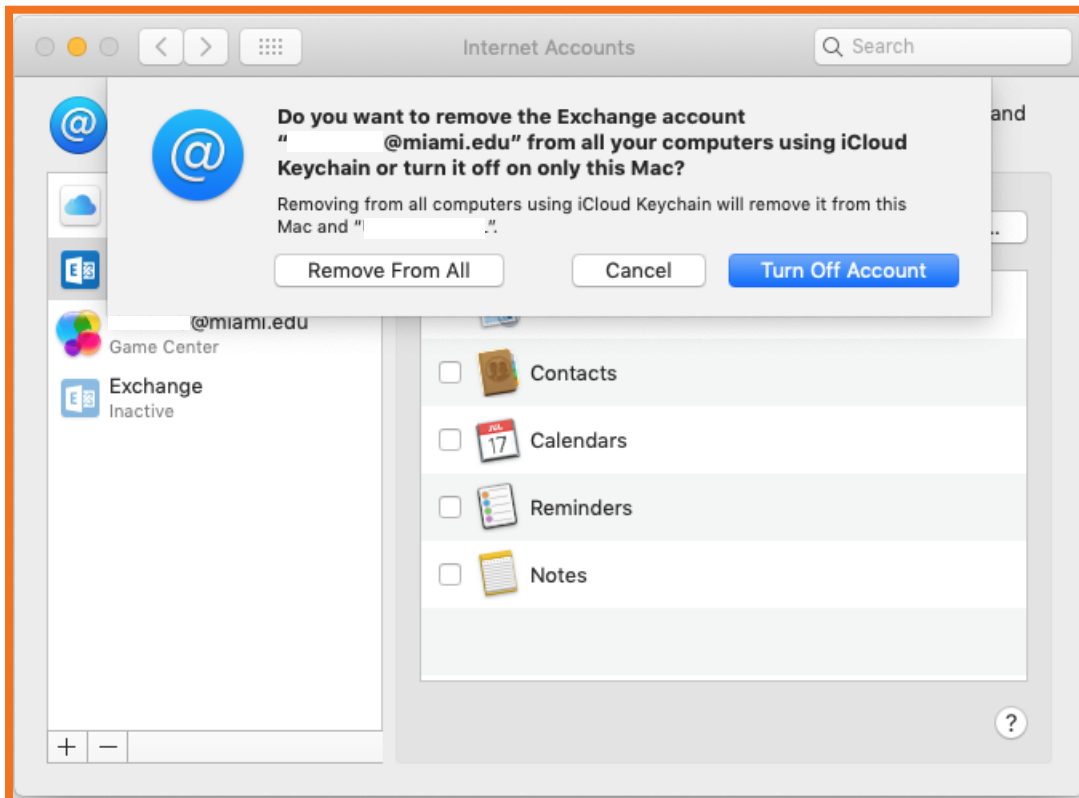 Internet Accounts
Search
Do you want to remove the Exchange account
“ @miami.edu” from all your computers using iCloud
Keychain or turn it off on only this Mac?
and
Removing from all computers using iCloud Keychain will remove it from this
Mac and “ ”.
..
Remove From All
Cancel
Turn Off Account
@miami.edu
Game Center
Exchange
Inactive
Contacts
JUL
17
Calendars
Reminders
Notes
+
−
?